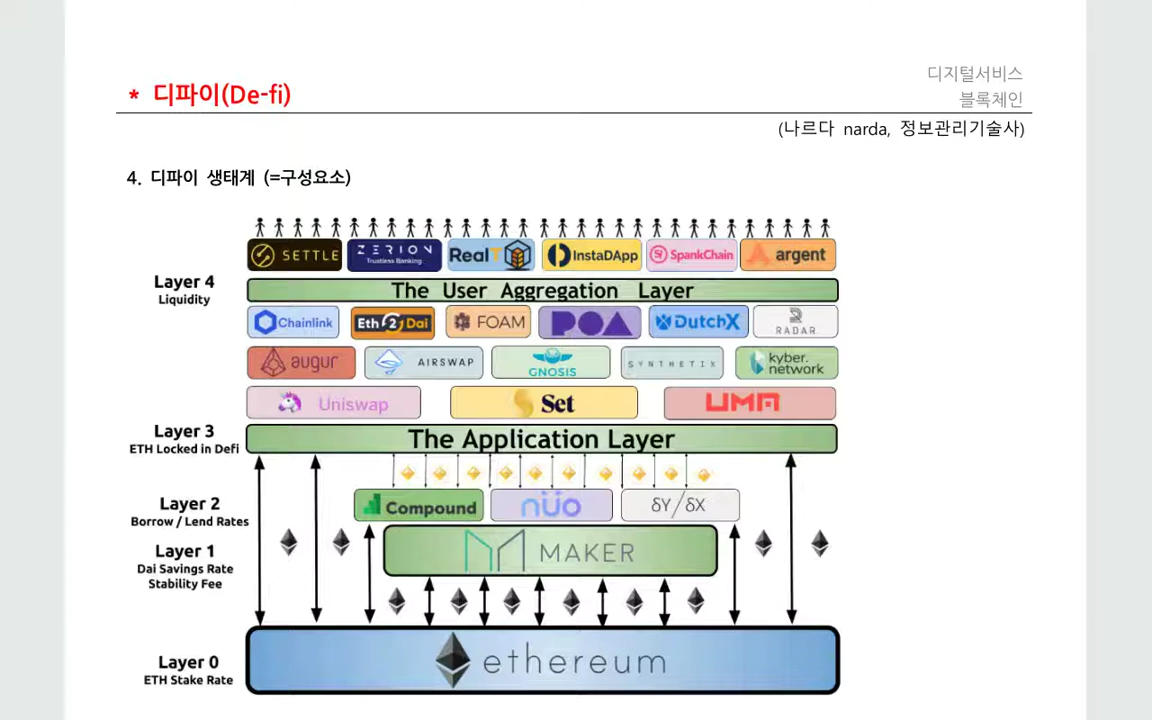 디지털서비스
* 디파이(De-fi)
블록체인
(나르다 narda, 정보관리기술사)
4. 디파이 생태계 (=구성요소)
SETTLE
ZERION
Trustless Banking
RealT
InstaDApp
SpankChain
argent
Layer 4
Liquidity
The User Aggregation Layer
Chainlink
Eth2Dai
FOAM
POA
DutchX
RADAR
augur
AIRSWAP
GNOSIS
SYNTHETIX
kyber.
network
Uniswap
Set
UMA
Layer 3
ETH Locked in Defi
The Application Layer
Layer 2
Borrow / Lend Rates
Compound
nüo
δY/δX
Layer 1
Dai Savings Rate
Stability Fee
MAKER
Layer 0
ETH Stake Rate
ethereum